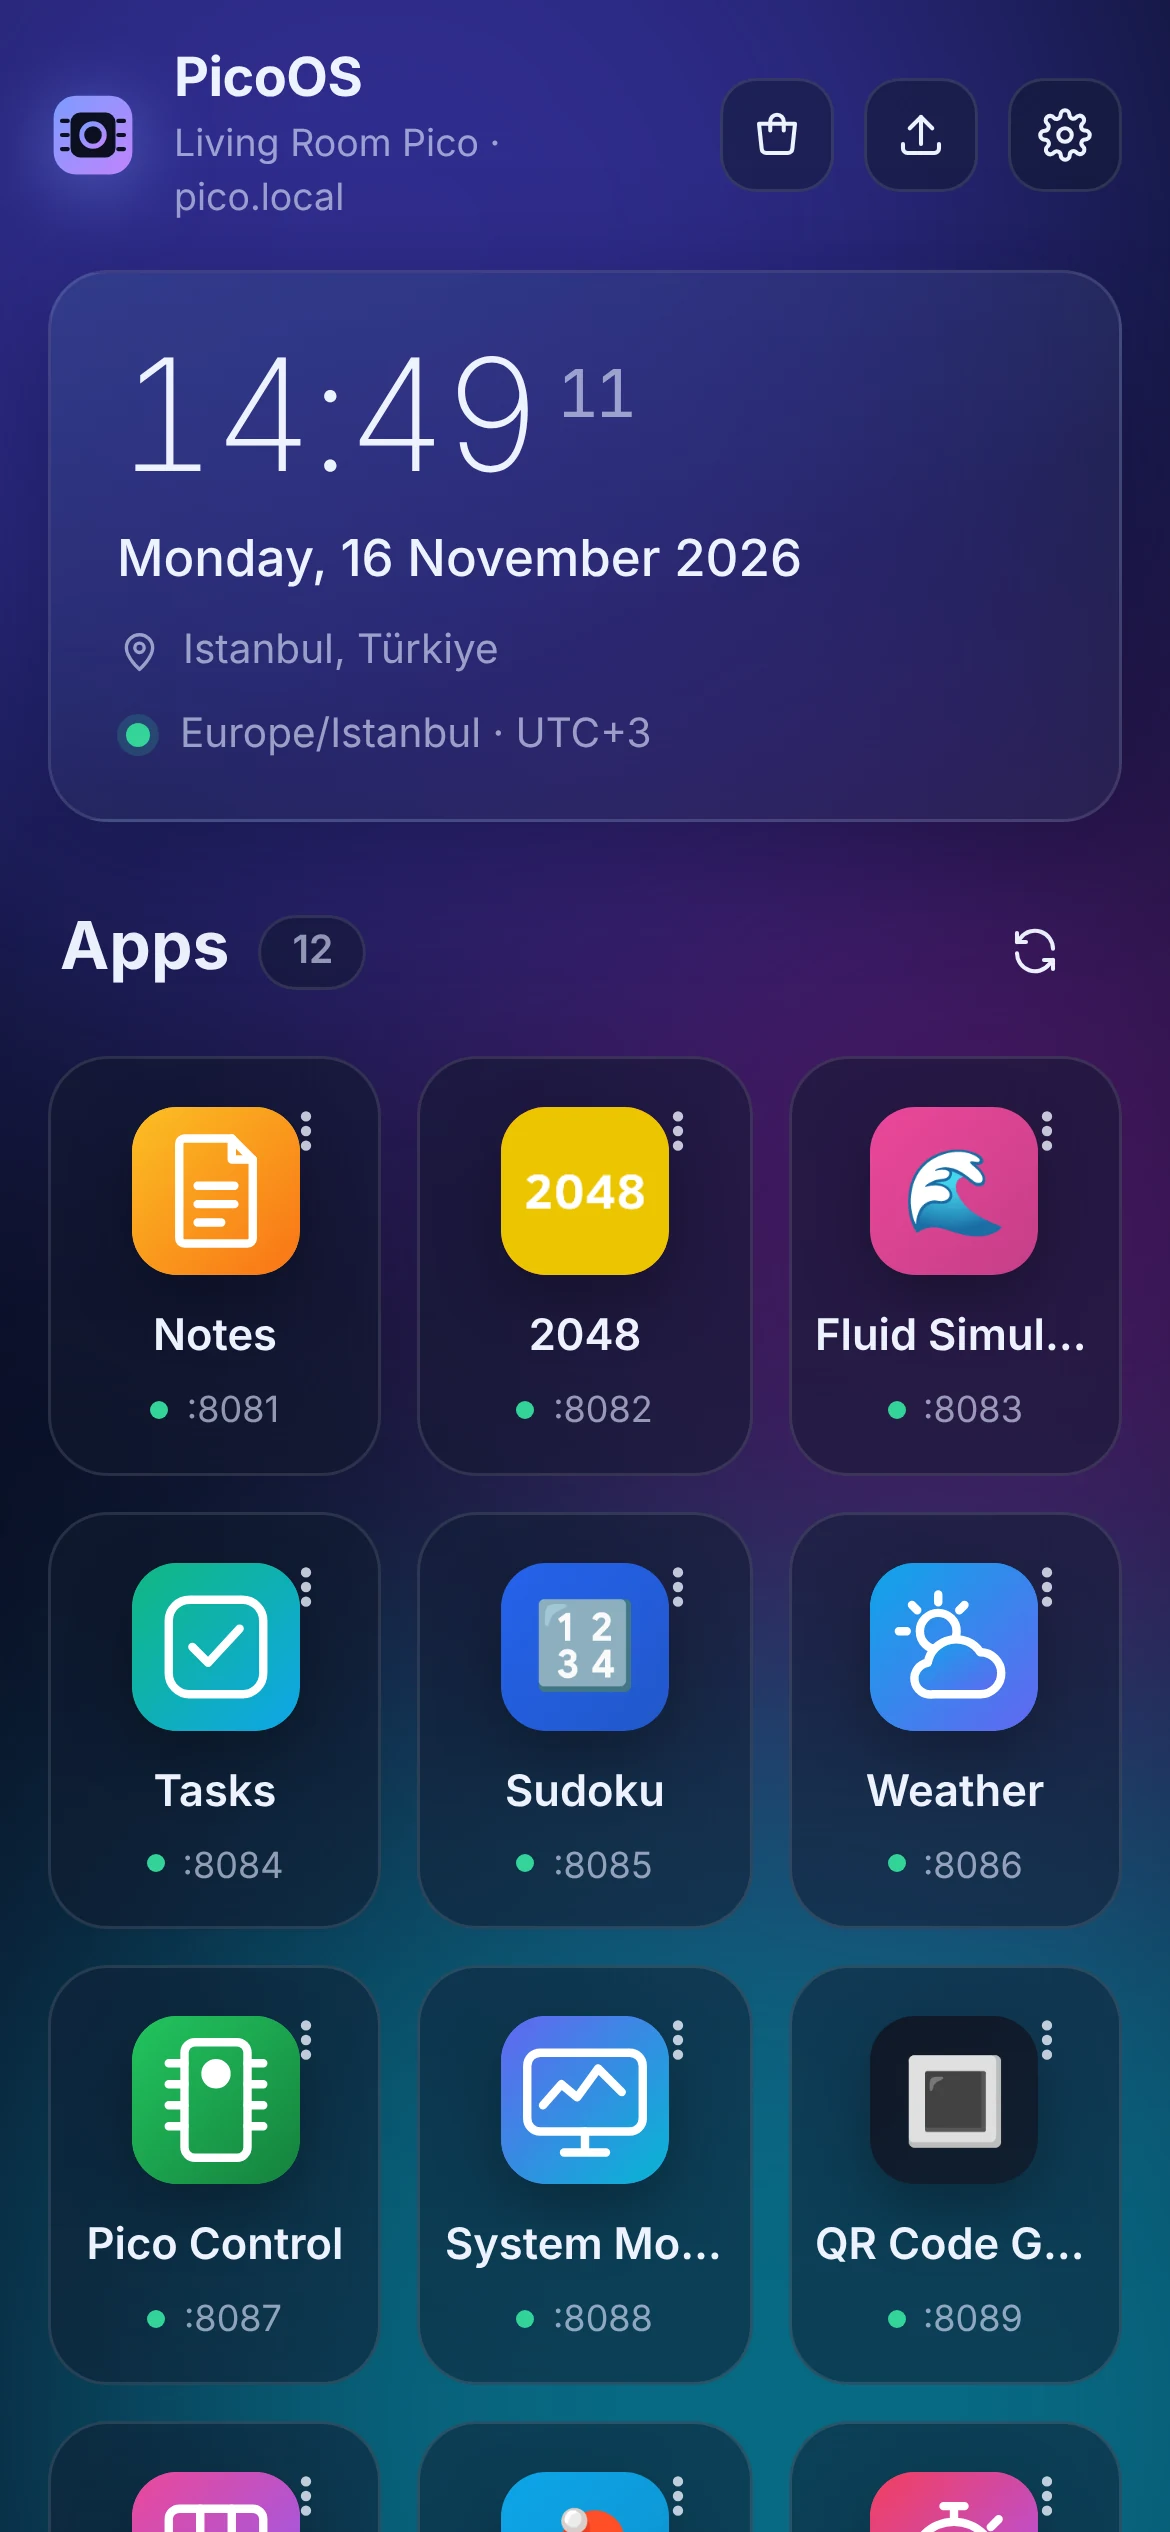 PicoOS
Living Room Pico ·
pico.local
14:49 11
Monday, 16 November 2026
Istanbul, Türkiye
Europe/Istanbul · UTC+3
Apps 12
2048
Notes 2048 Fluid Simul...
:8081 :8082 :8083
1 2
3 4
Tasks Sudoku Weather
:8084 :8085 :8086
Pico Control System Mo... QR Code G...
:8087 :8088 :8089